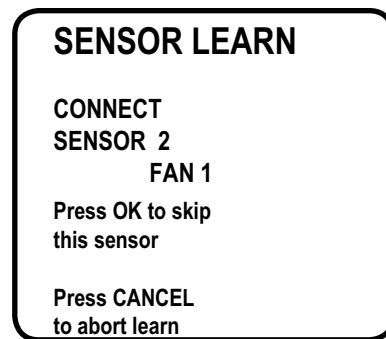 SENSOR LEARN
CONNECT
SENSOR 2
FAN 1
Press OK to skip
this sensor
Press CANCEL
to abort learn